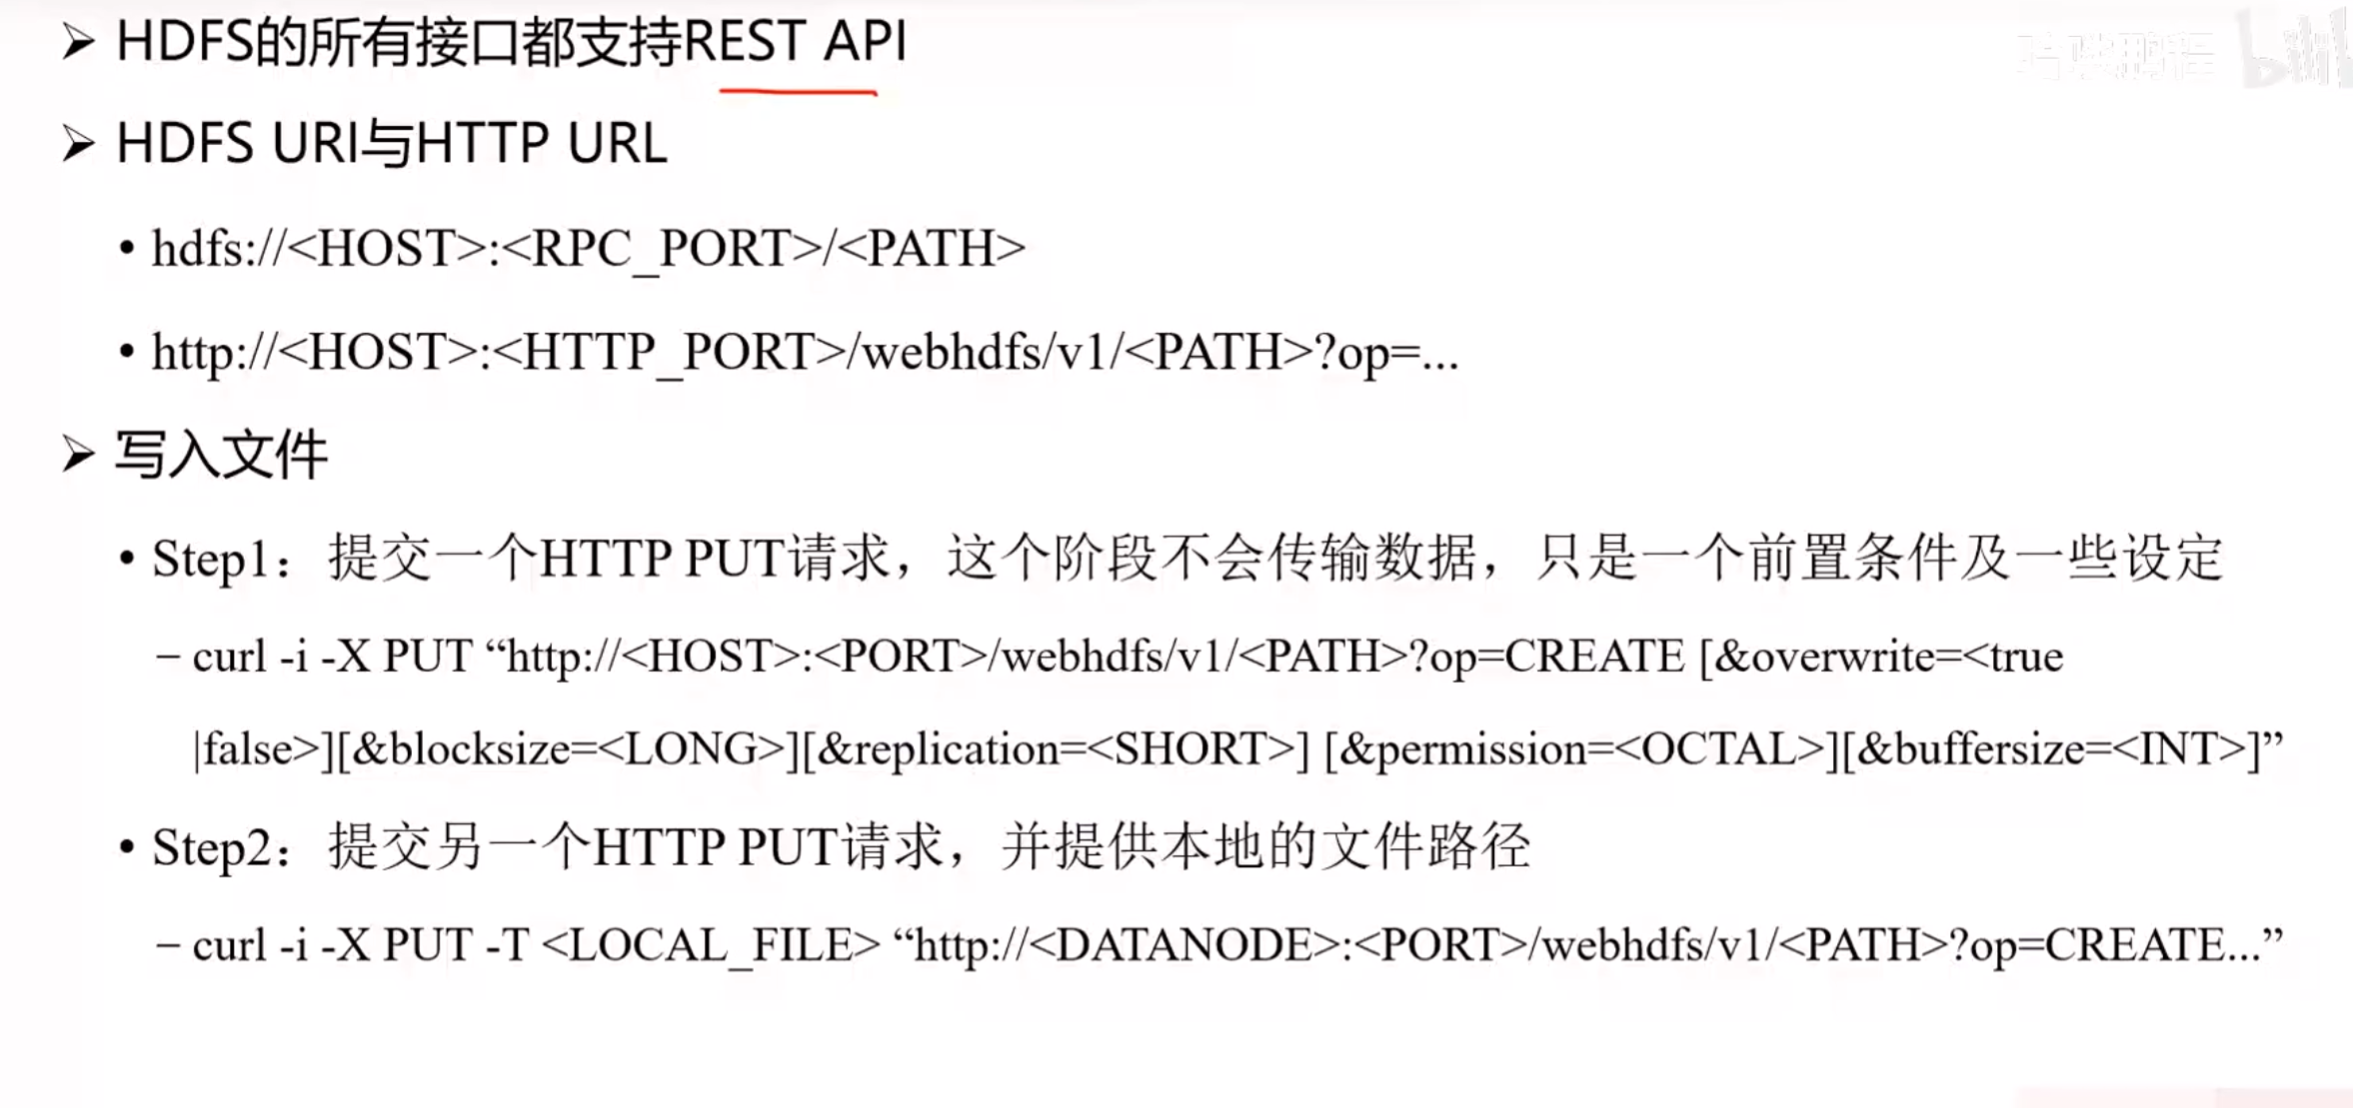 ➢ HDFS的所有接口都支持REST API
➢ HDFS URI与HTTP URL
• hdfs://<HOST>:<RPC_PORT>/<PATH>
• http://<HOST>:<HTTP_PORT>/webhdfs/v1/<PATH>?op=...
➢ 写入文件
• Step1：提交一个HTTP PUT请求，这个阶段不会传输数据，只是一个前置条件及一些设定
– curl -i -X PUT “http://<HOST>:<PORT>/webhdfs/v1/<PATH>?op=CREATE [&overwrite=<true
|false>][&blocksize=<LONG>][&replication=<SHORT>] [&permission=<OCTAL>][&buffersize=<INT>]”
• Step2：提交另一个HTTP PUT请求，并提供本地的文件路径
– curl -i -X PUT -T <LOCAL_FILE> “http://<DATANODE>:<PORT>/webhdfs/v1/<PATH>?op=CREATE...”